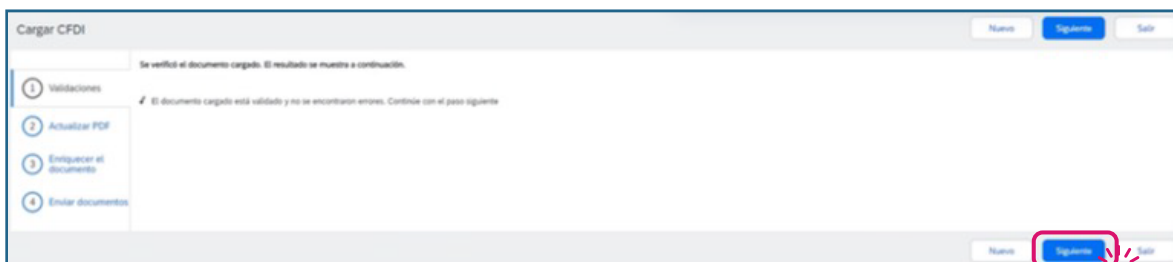 Cargar CFDI
Nuevo Siguiente Salir
Se verificó el documento cargado. El resultado se muestra a continuación.
1 Validaciones
✓ El documento cargado está validado y no se encontraron errores. Continúe con el paso siguiente
2 Actualizar PDF
3 Enriquecer el
documento
4 Enviar documentos
Nuevo Siguiente Salir